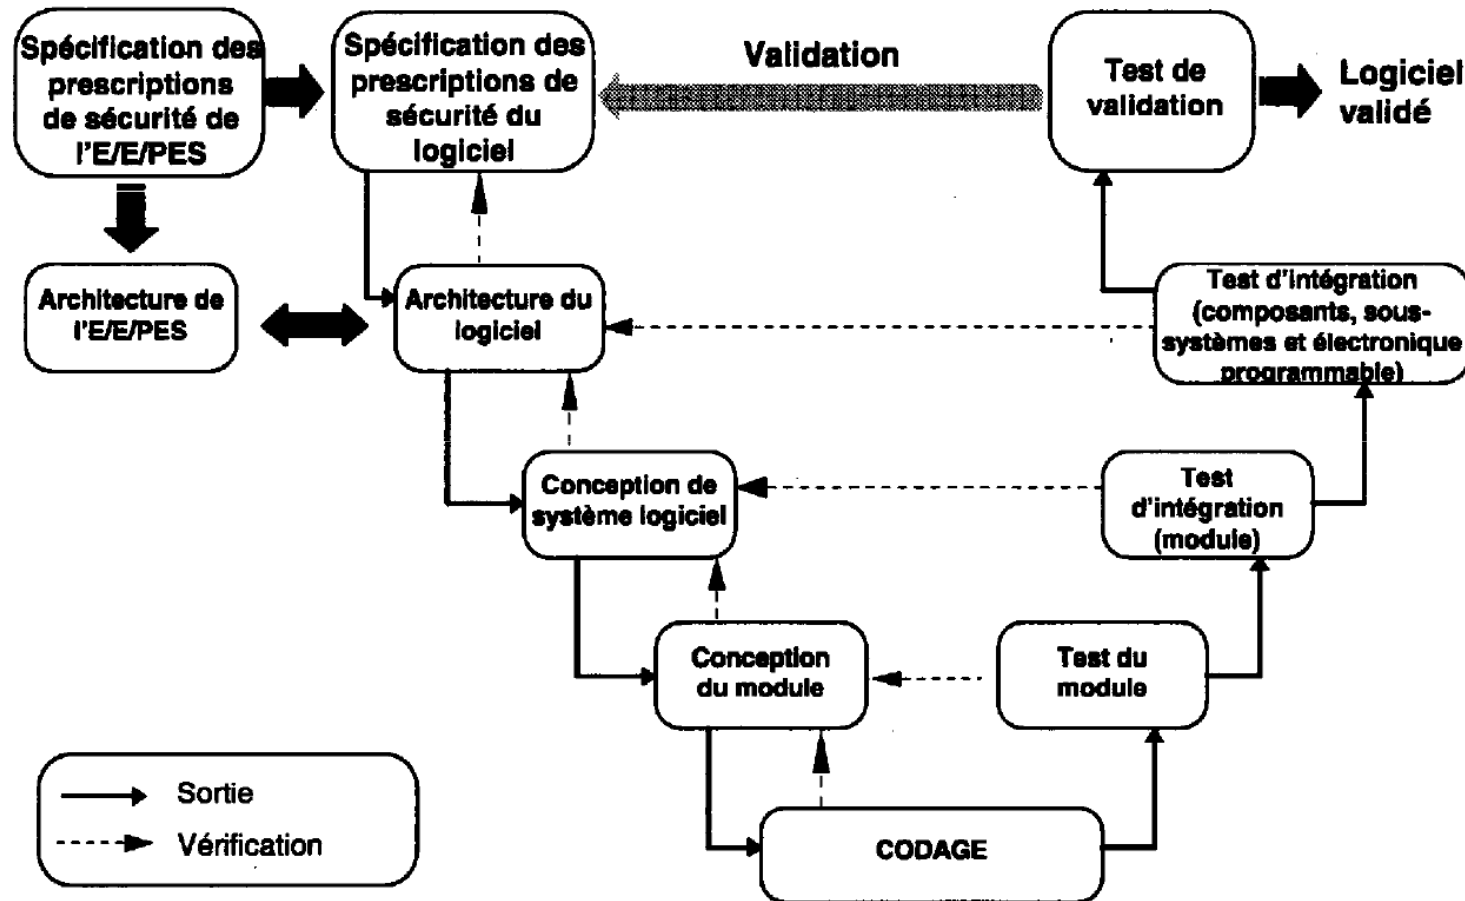 Spécification des
prescriptions
de sécurité de
l'E/E/PES
Spécification des
prescriptions de
sécurité du
logiciel
Validation
Test de
validation
Logiciel
validé
Architecture de
l'E/E/PES
Architecture du
logiciel
Test d'intégration
(composants, sous-
systèmes et électronique
programmable)
Conception de
système logiciel
Test
d'intégration
(module)
Conception
du module
Test du
module
CODAGE
Sortie
Vérification